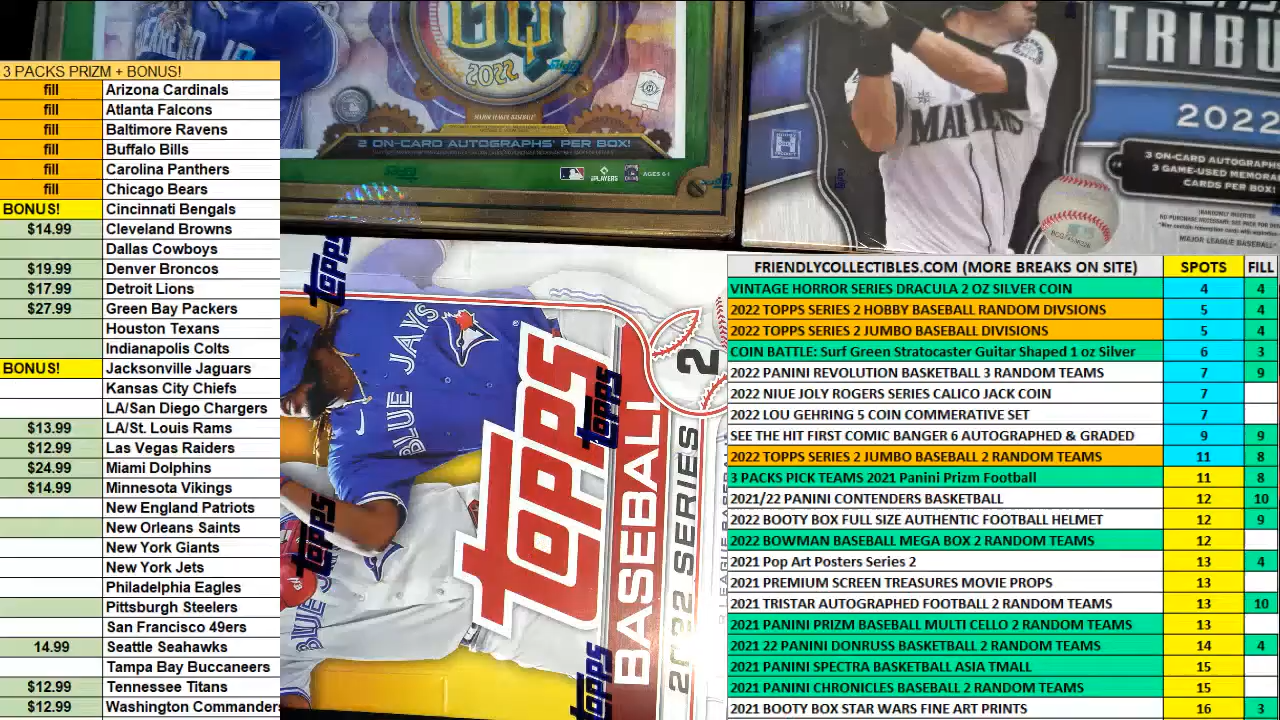 3 PACKS PRIZM + BONUS!
fill Arizona Cardinals
fill Atlanta Falcons
fill Baltimore Ravens
fill Buffalo Bills
fill Carolina Panthers
fill Chicago Bears
BONUS! Cincinnati Bengals
$14.99 Cleveland Browns
Dallas Cowboys
$19.99 Denver Broncos
$17.99 Detroit Lions
$27.99 Green Bay Packers
Houston Texans
Indianapolis Colts
BONUS! Jacksonville Jaguars
Kansas City Chiefs
LA/San Diego Chargers
$13.99 LA/St. Louis Rams
$12.99 Las Vegas Raiders
$24.99 Miami Dolphins
$14.99 Minnesota Vikings
New England Patriots
New Orleans Saints
New York Giants
New York Jets
Philadelphia Eagles
Pittsburgh Steelers
San Francisco 49ers
14.99 Seattle Seahawks
Tampa Bay Buccaneers
$12.99 Tennessee Titans
$12.99 Washington Commanders
GQ
2022
MAJOR LEAGUE BASEBALL
2 ON-CARD AUTOGRAPHS PER BOX!
MLB PLAYERS AGES 6+
TRIBU
2022
MARINERS
3 ON-CARD AUTOGRAPH
3 GAME-USED MEMORAB
CARDS PER BOX!
MAJOR LEAGUE BASEBALL
topps
topps
topps
topps
BLUE JAYS
BLUE JAYS
topps
BASEBALL
2022 SERIES
2
FRIENDLYCOLLECTIBLES.COM (MORE BREAKS ON SITE) SPOTS FILL
VINTAGE HORROR SERIES DRACULA 2 OZ SILVER COIN 4 4
2022 TOPPS SERIES 2 HOBBY BASEBALL RANDOM DIVSIONS 5 4
2022 TOPPS SERIES 2 JUMBO BASEBALL DIVISIONS 5 4
COIN BATTLE: Surf Green Stratocaster Guitar Shaped 1 oz Silver 6 3
2022 PANINI REVOLUTION BASKETBALL 3 RANDOM TEAMS 7 9
2022 NIUE JOLY ROGERS SERIES CALICO JACK COIN 7
2022 LOU GEHRING 5 COIN COMMERATIVE SET 7
SEE THE HIT FIRST COMIC BANGER 6 AUTOGRAPHED & GRADED 9 9
2022 TOPPS SERIES 2 JUMBO BASEBALL 2 RANDOM TEAMS 11 8
3 PACKS PICK TEAMS 2021 Panini Prizm Football 11 8
2021/22 PANINI CONTENDERS BASKETBALL 12 10
2022 BOOTY BOX FULL SIZE AUTHENTIC FOOTBALL HELMET 12 9
2022 BOWMAN BASEBALL MEGA BOX 2 RANDOM TEAMS 12
2021 Pop Art Posters Series 2 13 4
2021 PREMIUM SCREEN TREASURES MOVIE PROPS 13
2021 TRISTAR AUTOGRAPHED FOOTBALL 2 RANDOM TEAMS 13 10
2021 PANINI PRIZM BASEBALL MULTI CELLO 2 RANDOM TEAMS 13
2021 22 PANINI DONRUSS BASKETBALL 2 RANDOM TEAMS 14 4
2021 PANINI SPECTRA BASKETBALL ASIA TMALL 15
2021 PANINI CHRONICLES BASEBALL 2 RANDOM TEAMS 15
2021 BOOTY BOX STAR WARS FINE ART PRINTS 16 3